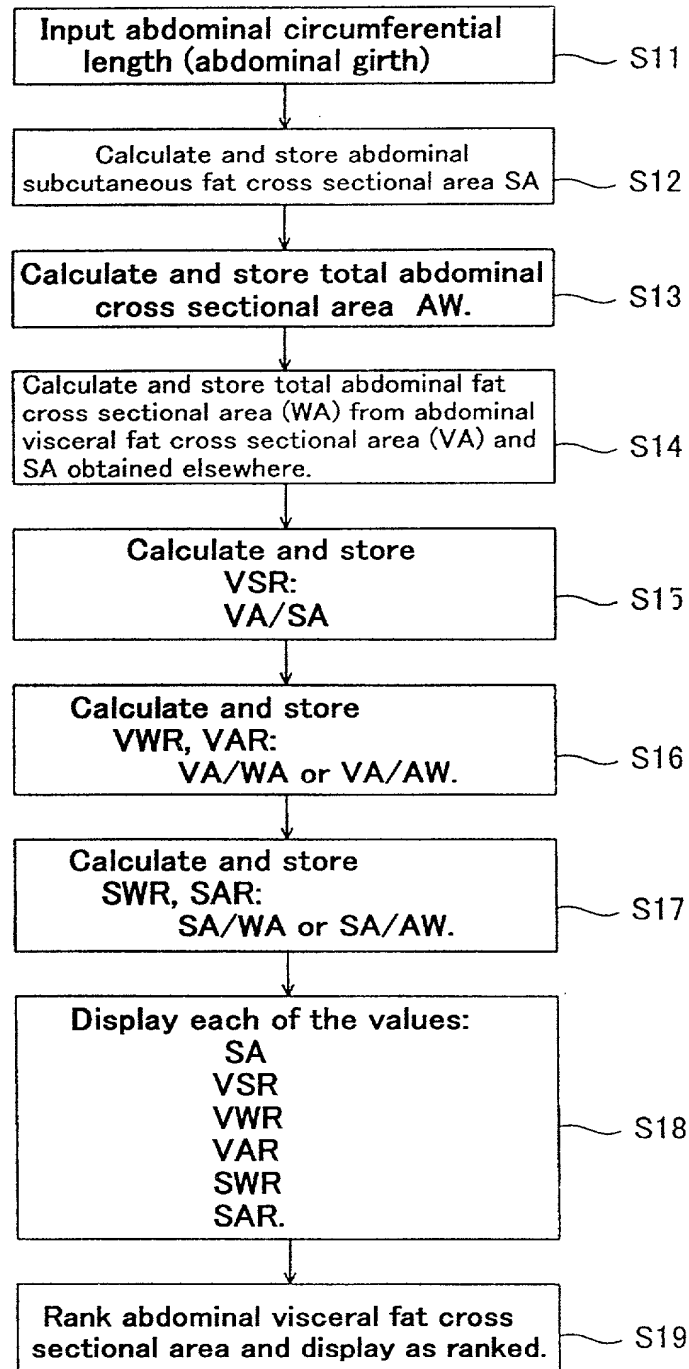 Input abdominal circumferential
length (abdominal girth)
S11
Calculate and store abdominal
subcutaneous fat cross sectional area SA
S12
Calculate and store total abdominal
cross sectional area AW.
S13
Calculate and store total abdominal fat
cross sectional area (WA) from abdominal
visceral fat cross sectional area (VA) and
SA obtained elsewhere.
S14
Calculate and store
VSR:
VA/SA
S15
Calculate and store
VWR, VAR:
VA/WA or VA/AW.
S16
Calculate and store
SWR, SAR:
SA/WA or SA/AW.
S17
Display each of the values:
SA
VSR
VWR
VAR
SWR
SAR.
S18
Rank abdominal visceral fat cross
sectional area and display as ranked.
S19